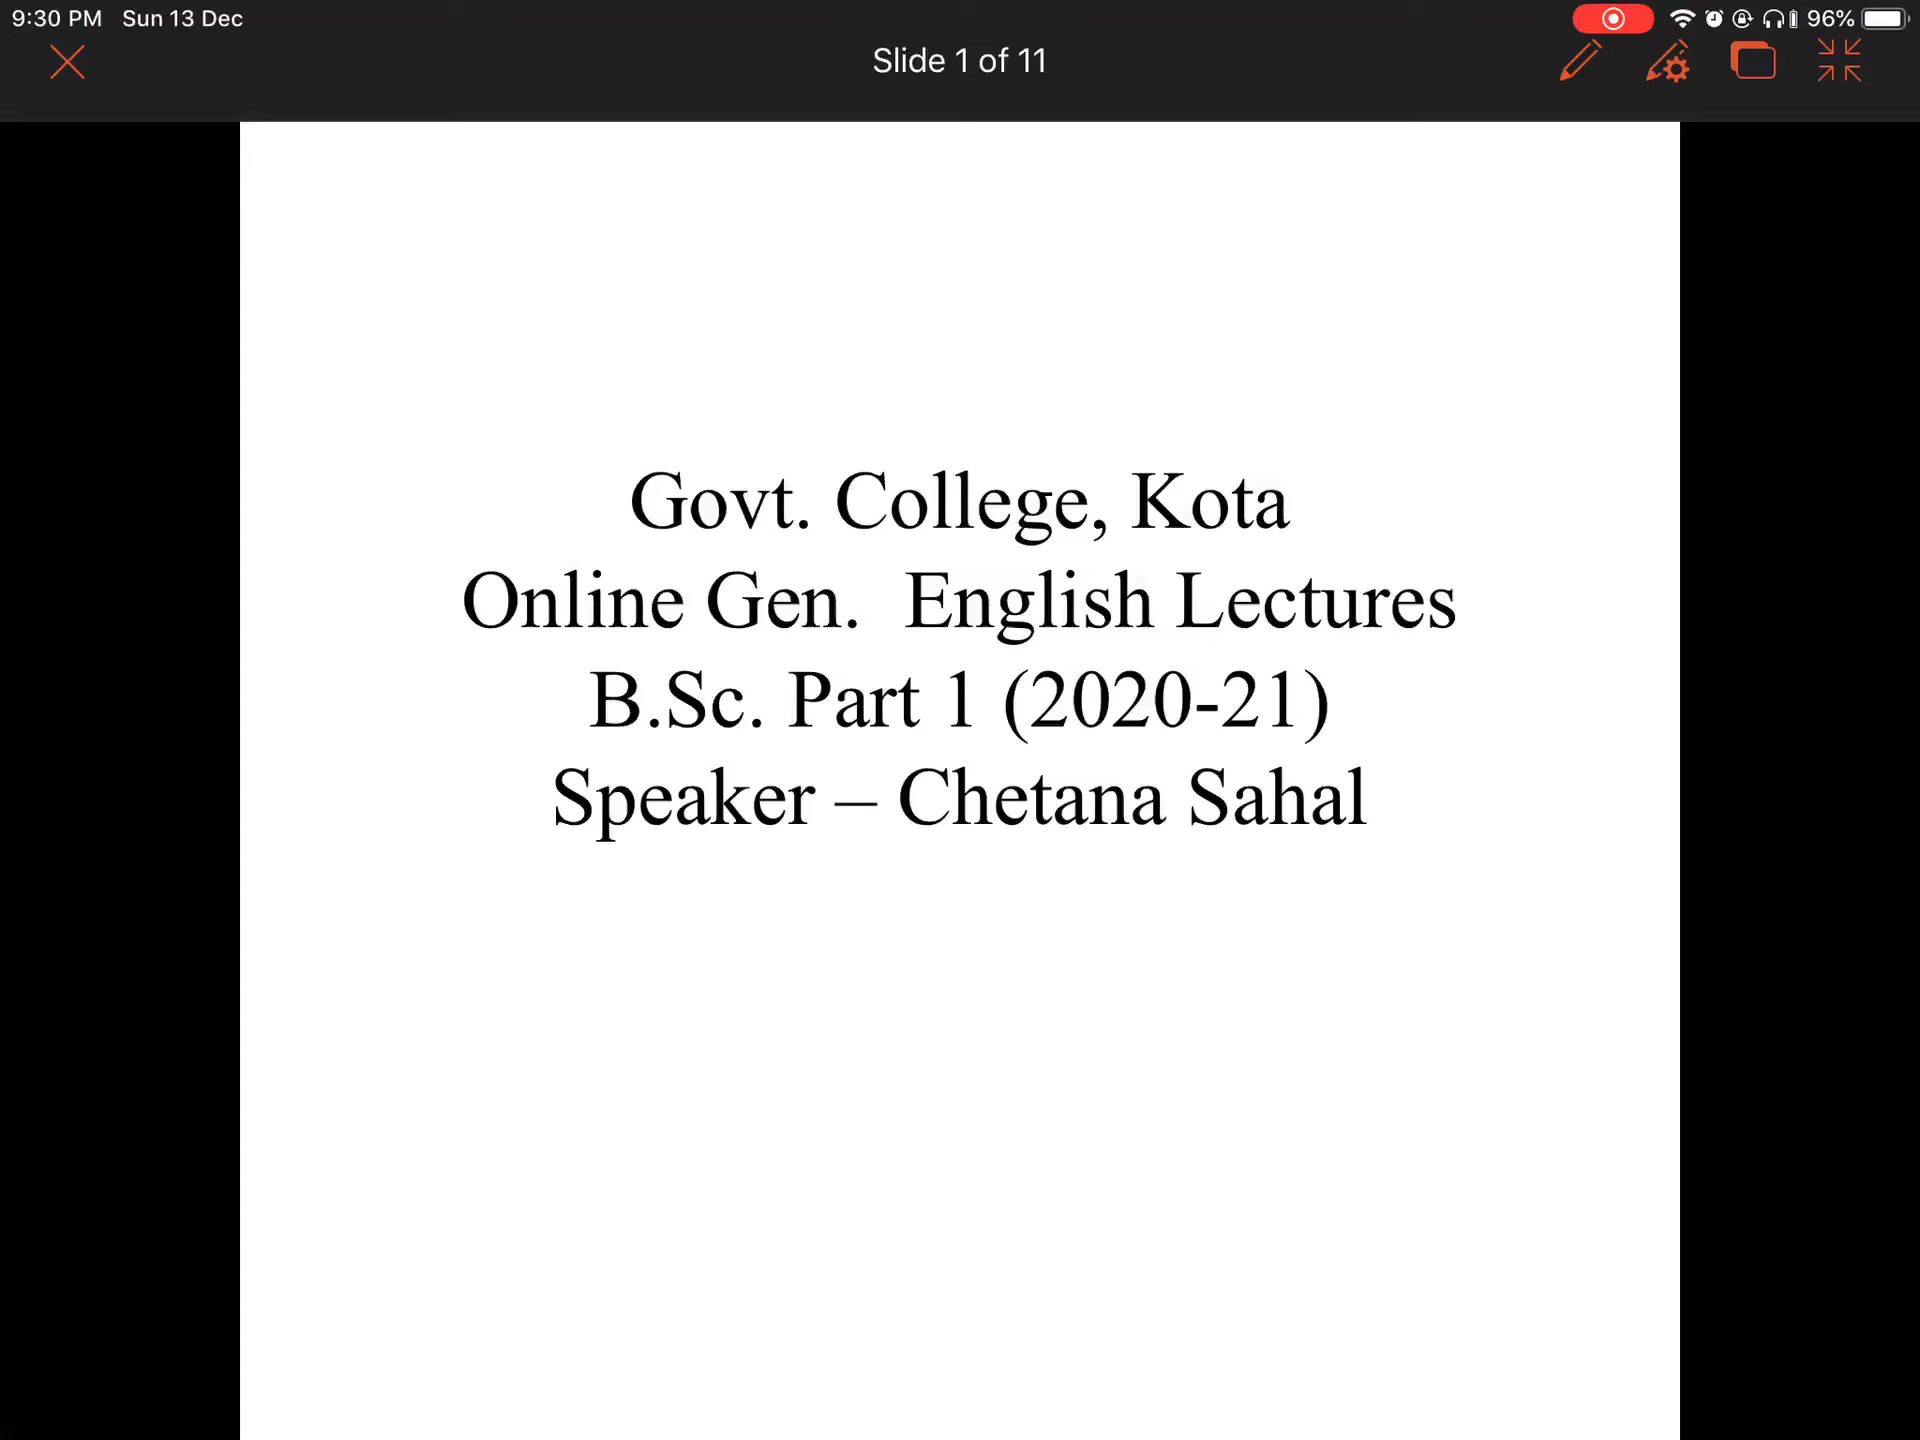 9:30 PM Sun 13 Dec 96%
Slide 1 of 11
Govt. College, Kota
Online Gen. English Lectures
B.Sc. Part 1 (2020-21)
Speaker – Chetana Sahal